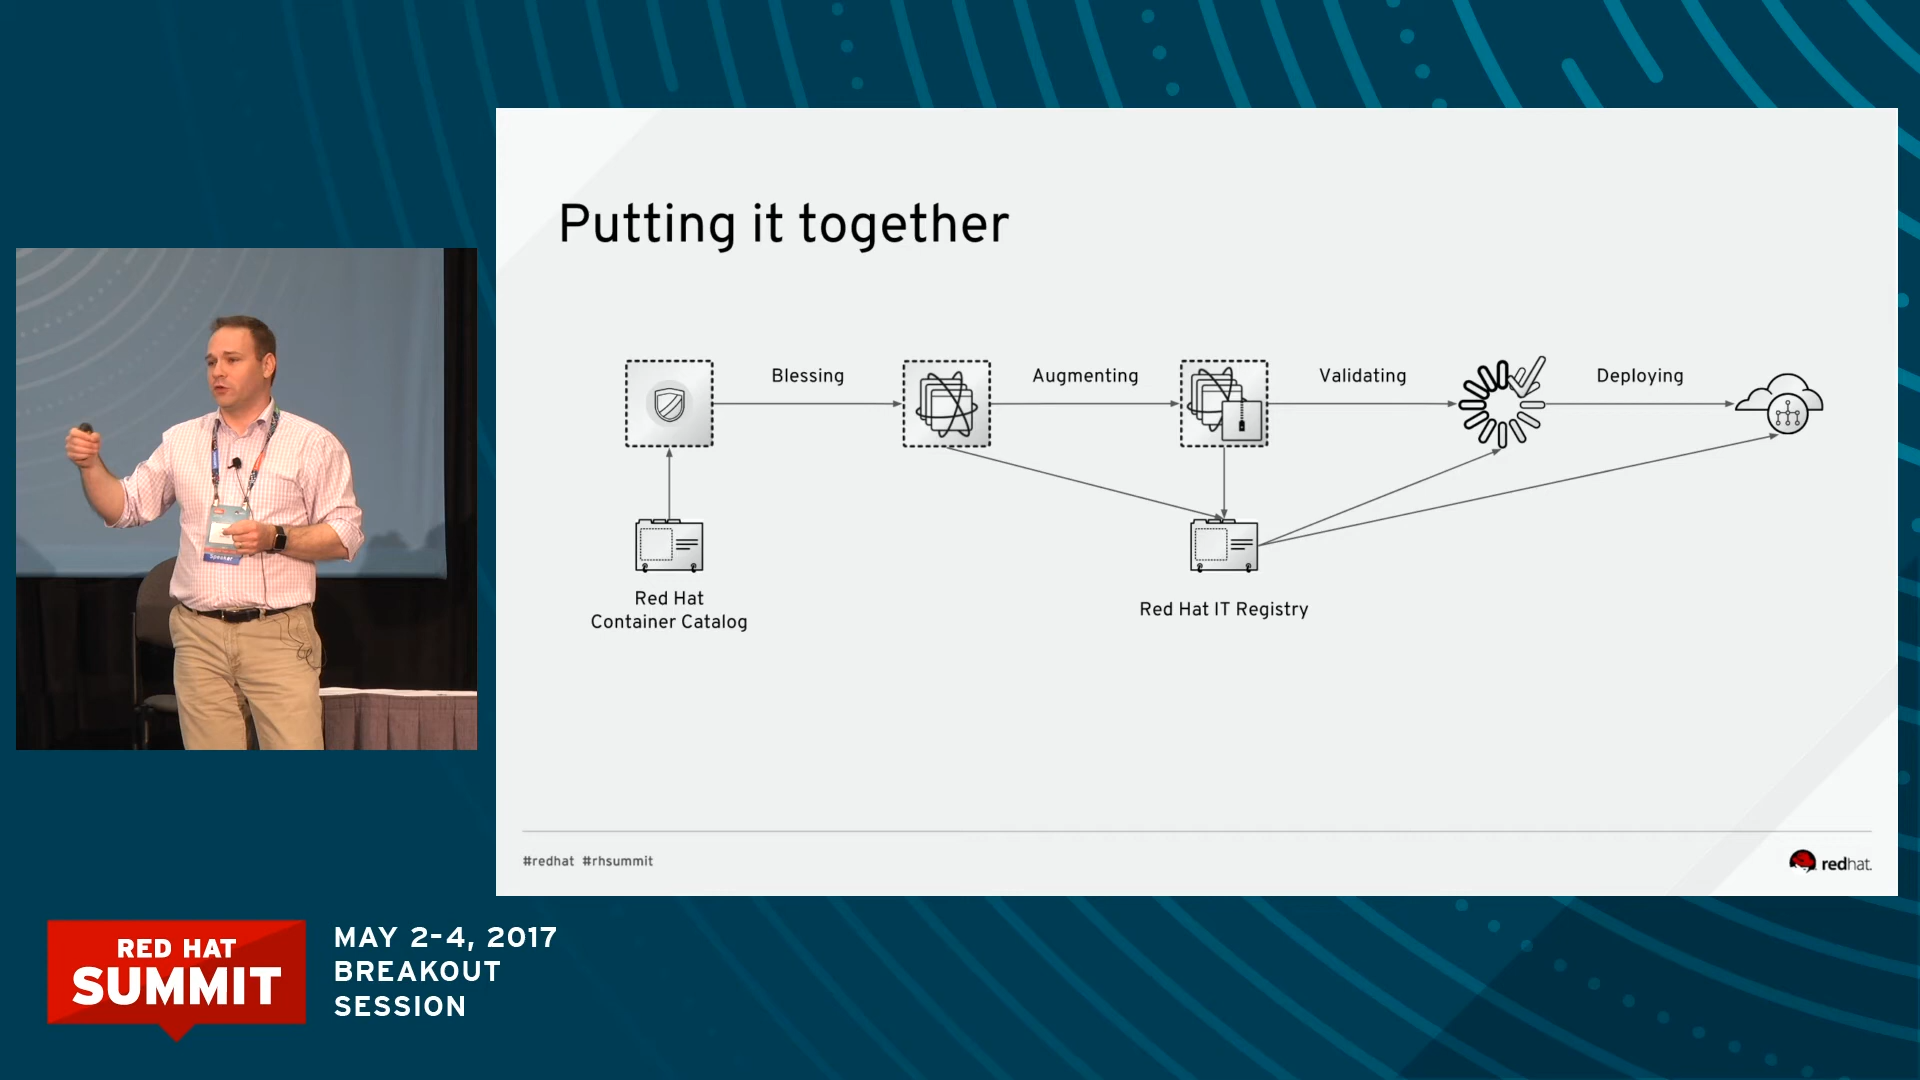 Putting it together
Blessing
Augmenting
Validating
Deploying
Red Hat
Container Catalog
Red Hat IT Registry
#redhat #rhsummit
redhat.
Speaker
RED HAT
SUMMIT
MAY 2-4, 2017
BREAKOUT
SESSION